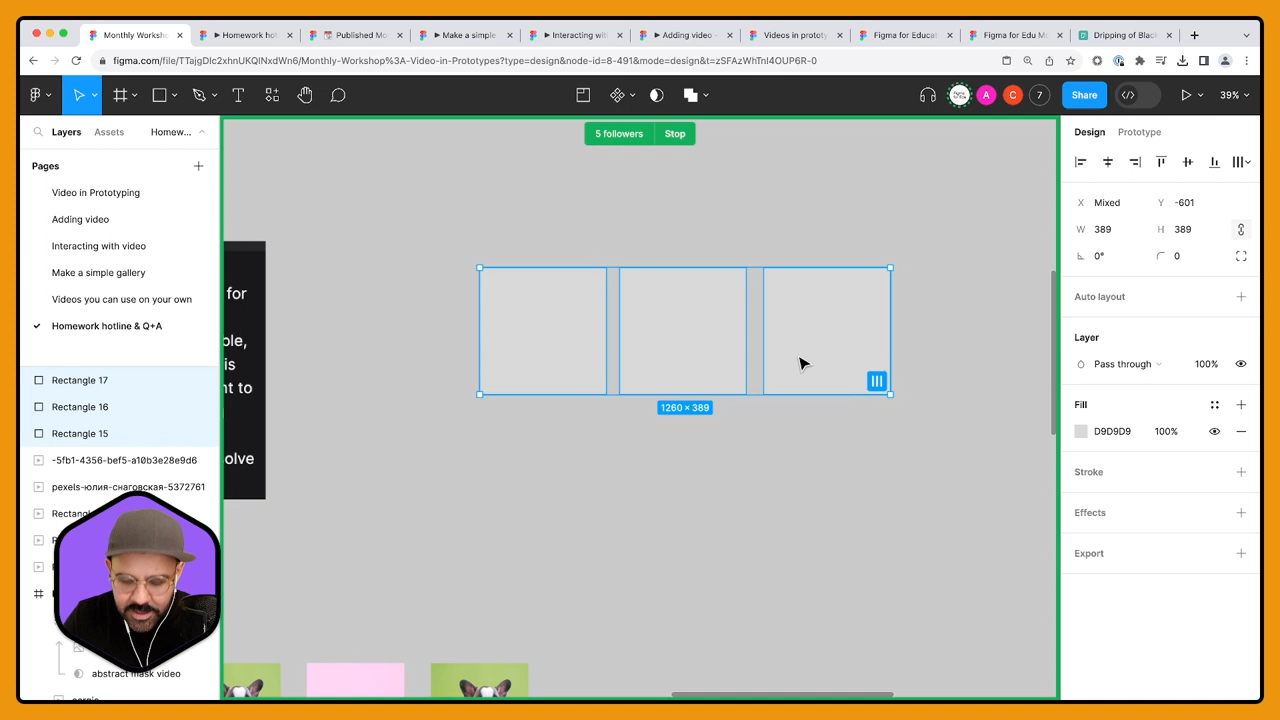 Monthly Worksho
Homework hot
Published Mo
Make a simple
Interacting wit
Adding video -
Videos in prototy
Figma for Educat
Figma for Edu M
Dripping of Blac
figma.com/file/TTajgDlc2xhnUKQlNxdWn6/Monthly-Workshop%3A-Video-in-Prototypes?type=design&node-id=8-491&mode=design&t=zSFAzWhTnI4OUP6R-0
A
C
7
Share
39%
Layers
Assets
Homew...
5 followers
Stop
Design
Prototype
Pages
Video in Prototyping
Adding video
Interacting with video
Make a simple gallery
Videos you can use on your own
Homework hotline & Q+A
Rectangle 17
Rectangle 16
Rectangle 15
-5fb1-4356-bef5-a10b3e28e9d6
pexels-юлия-снаговская-5372761
Rectang
abstract mask video
for
ple,
is
nt to
olve
1260 × 389
X Mixed
Y -601
W 389
H 389
0°
0
Auto layout
Layer
Pass through
100%
Fill
D9D9D9
100%
Stroke
Effects
Export